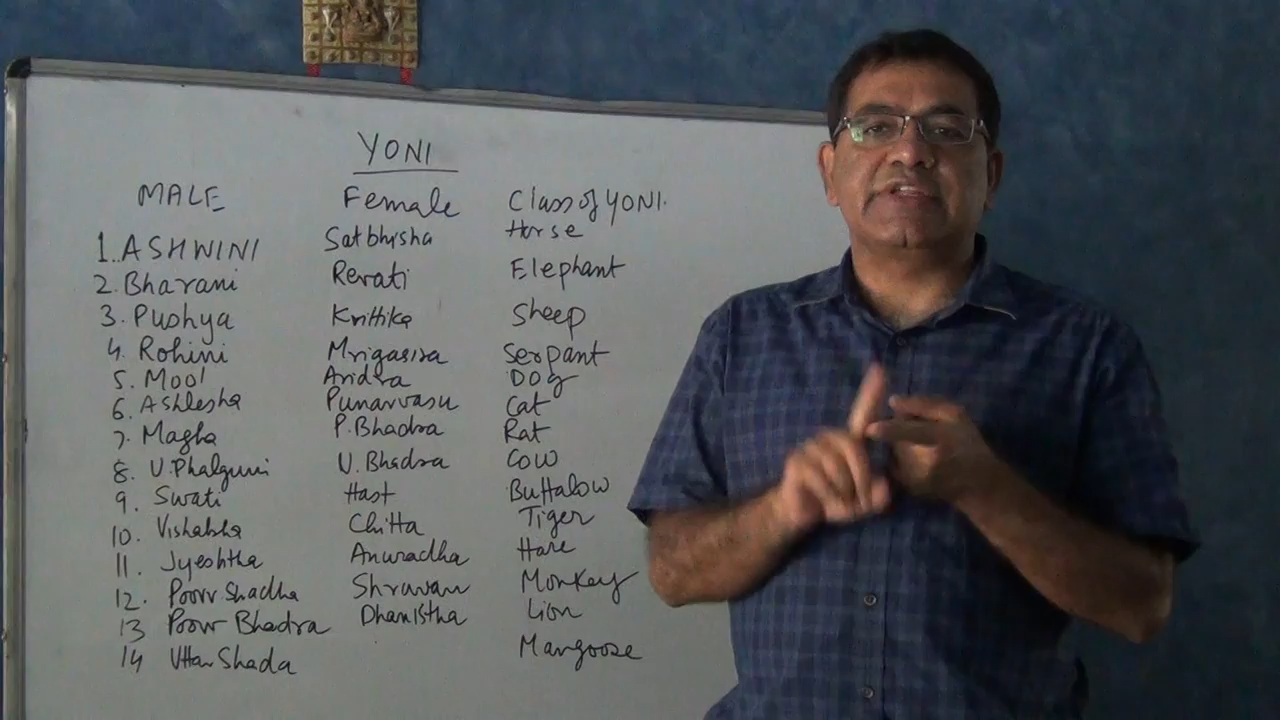 YONI
MALE Female Class of YONI.
1. ASHWINI Satbhisha Horse
2. Bharani Revati Elephant
3. Pushya Krittika Sheep
4. Rohini Mrigasira Serpant
5. Mool Aridra Dog
6. Ashlesha Punarvasu Cat
7. Magha P.Bhadra Rat
8. U.Phalguni U.Bhadra Cow
9. Swati Hast Buffalow
10. Vishakha Chitta Tiger
11. Jyeshtha Anuradha Hare
12. Poorv Shadha Shravan Monkey
13 Poorv Bhadra Dhanistha Lion
14 Uttar Shada Mangoose